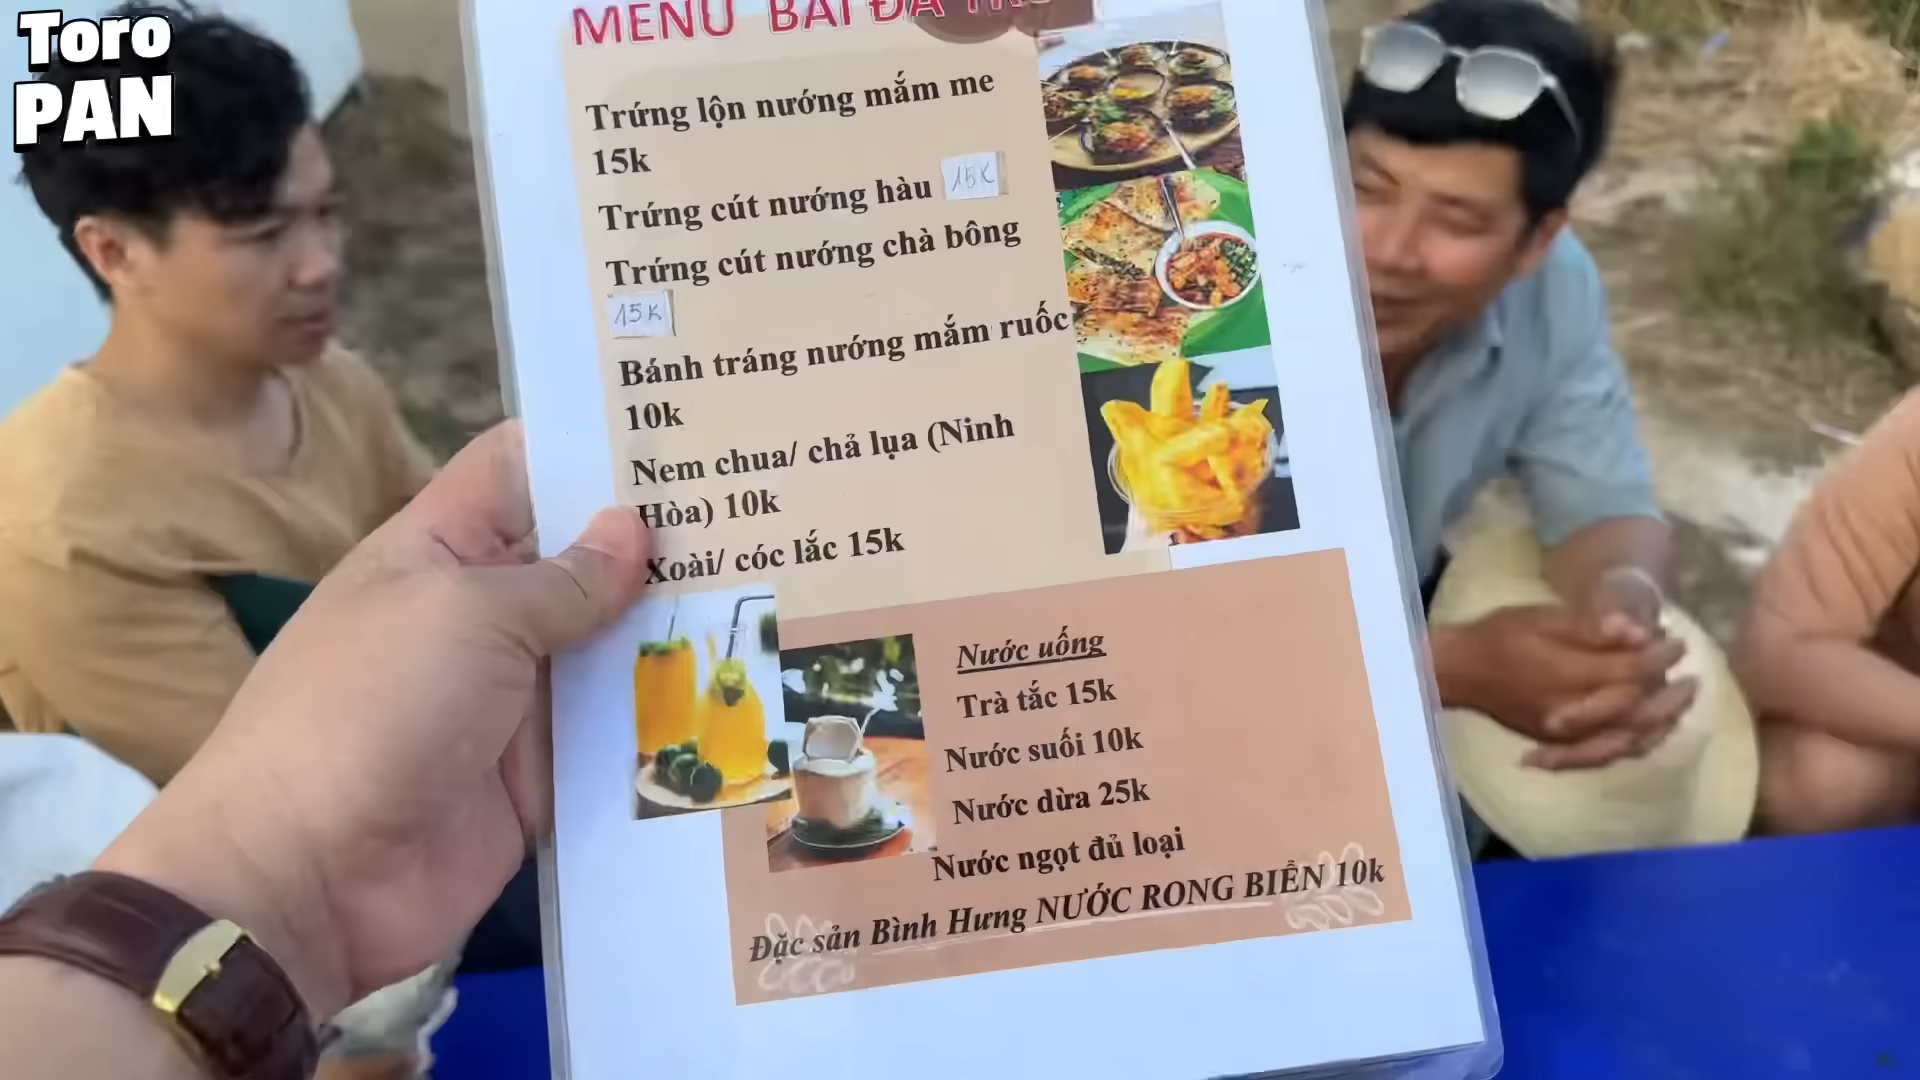 Toro
PAN
MENU BÃI ĐÁ
Trứng lộn nướng mắm me
15k
Trứng cút nướng hàu 15K
Trứng cút nướng chà bông
15K
Bánh tráng nướng mắm ruốc
10k
Nem chua/ chả lụa (Ninh
Hòa) 10k
Xoài/ cóc lắc 15k
Nước uống
Trà tắc 15k
Nước suối 10k
Nước dừa 25k
Nước ngọt đủ loại
Đặc sản Bình Hưng NƯỚC RONG BIỂN 10k